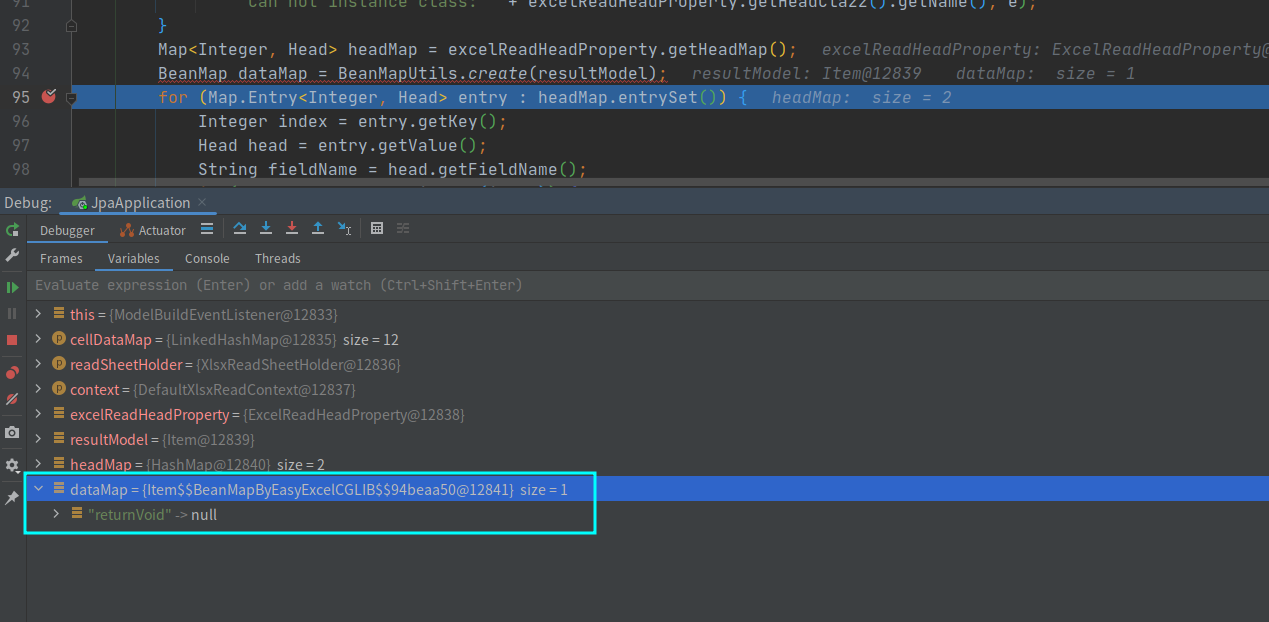 91 "Can not instance class: " + excelReadHeadProperty.getHeadClazz().getName(), e);
92 }
93 Map<Integer, Head> headMap = excelReadHeadProperty.getHeadMap(); excelReadHeadProperty: ExcelReadHeadProperty@
94 BeanMap dataMap = BeanMapUtils.create(resultModel); resultModel: Item@12839 dataMap: size = 1
95 for (Map.Entry<Integer, Head> entry : headMap.entrySet()) { headMap: size = 2
96 Integer index = entry.getKey();
97 Head head = entry.getValue();
98 String fieldName = head.getFieldName();
Debug: JpaApplication ×
Debugger Actuator
Frames Variables Console Threads
Evaluate expression (Enter) or add a watch (Ctrl+Shift+Enter)
this = {ModelBuildEventListener@12833}
cellDataMap = {LinkedHashMap@12835} size = 12
readSheetHolder = {XlsxReadSheetHolder@12836}
context = {DefaultXlsxReadContext@12837}
excelReadHeadProperty = {ExcelReadHeadProperty@12838}
resultModel = {Item@12839}
headMap = {HashMap@12840} size = 2
dataMap = {Item$$BeanMapByEasyExcelCGLIB$$94beaa50@12841} size = 1
"returnVoid" -> null